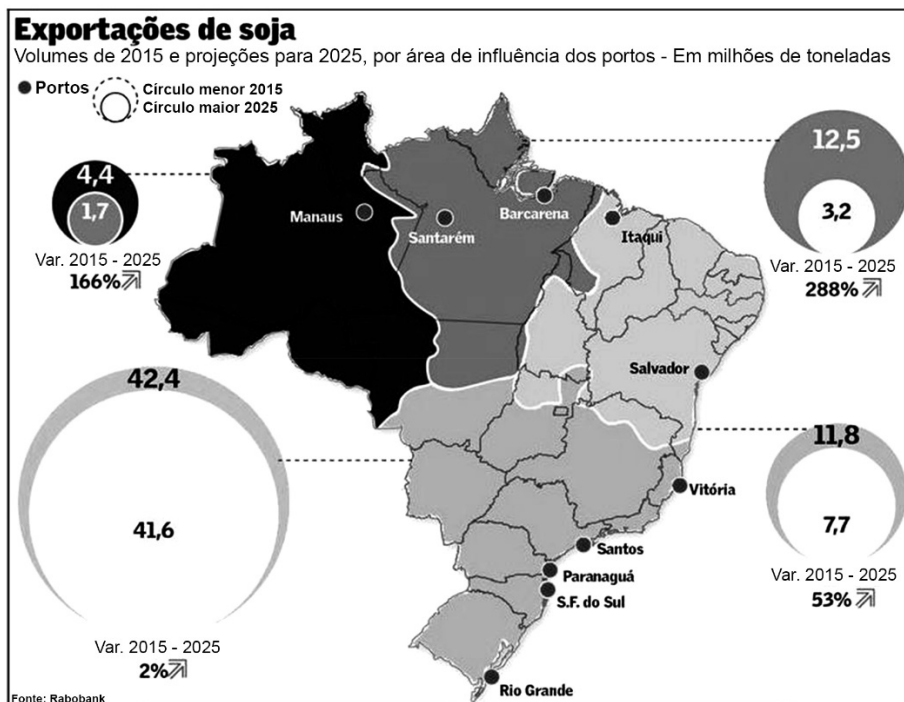 Exportações de soja
Volumes de 2015 e projeções para 2025, por área de influência dos portos - Em milhões de toneladas
Portos
Círculo menor 2015
Círculo maior 2025
4,4
1,7
Var. 2015 - 2025
166%
12,5
3,2
Var. 2015 - 2025
288%
Manaus
Santarém
Barcarena
Itaqui
Salvador
42,4
41,6
Var. 2015 - 2025
2%
11,8
7,7
Var. 2015 - 2025
53%
Vitória
Santos
Paranaguá
S.F. do Sul
Rio Grande
Fonte: Rabobank